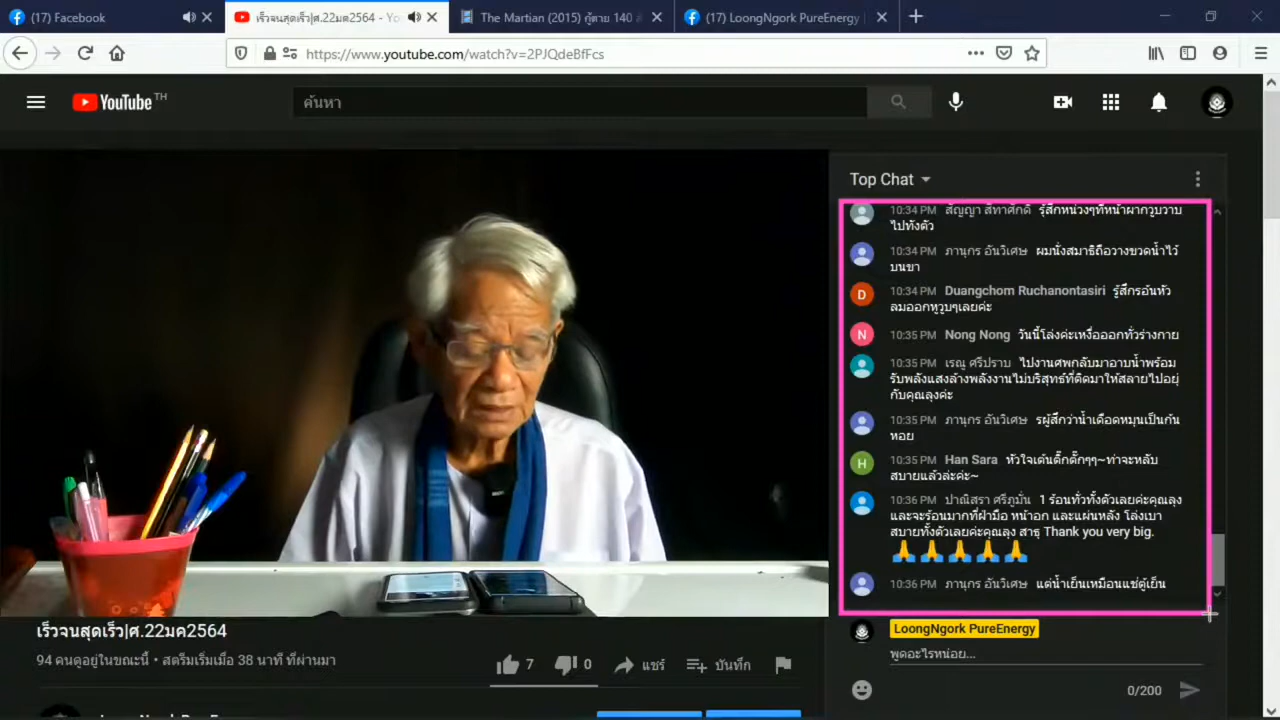 (17) Facebook
เร็วจนสุดเร็ว|ศ.22มค2564 - Yo
The Martian (2015) กู้ตาย 140 ล
(17) LoongNgork PureEnergy
https://www.youtube.com/watch?v=2PJQdeBfFcs
YouTube TH
ค้นหา
Top Chat
10:34 PM สัญญา สีทาศักดิ์ รู้สึกหน่วงๆที่หน้าผากวูบวาบ
ไปทั้งตัว
10:34 PM ภานุกร อันวิเศษ ผมนั่งสมาธิถือวางขวดน้ำไว้
บนขา
10:34 PM Duangchom Ruchanontasiri รู้สึกรอันหัว
ลมออกหูวูบๆเลยค่ะ
10:35 PM Nong Nong วันนี้โล่งค่ะเหงื่อออกทั่วร่างกาย
10:35 PM เรณู ศรีปราบ ไปงานศพกลับมาอาบน้ำพร้อม
รับพลังแสงล้างพลังงานไม่บริสุทธ์ที่ติดมาให้สลายไปอยุ่
กับคุณลุงค่ะ
10:35 PM ภานุกร อันวิเศษ รผู้สึกว่าน้ำเดือดหมุนเป็นก้น
หอย
10:35 PM Han Sara หัวใจเต้นตึ๊กตั๊กๆๆ~ท่าจะหลับ
สบายแล้วล่ะค่ะ~
10:36 PM ปาณิสรา ศรีภูมั่น 1 ร้อนทั่วทั้งตัวเลยค่ะคุณลุง
และจะร้อนมากที่ฝ่ามือ หน้าอก และแผ่นหลัง โล่งเบา
สบายทั้งตัวเลยค่ะคุณลุง สาธุ Thank you very big.
🙏🙏🙏🙏🙏
10:36 PM ภานุกร อันวิเศษ แต่น้ำเย็นเหมือนแช่ตู้เย็น
LoongNgork PureEnergy
พูดอะไรหน่อย...
0/200
เร็วจนสุดเร็ว|ศ.22มค2564
94 คนดูอยู่ในขณะนี้ • สตรีมเริ่มเมื่อ 38 นาที ที่ผ่านมา
7 0 แชร์ บันทึก